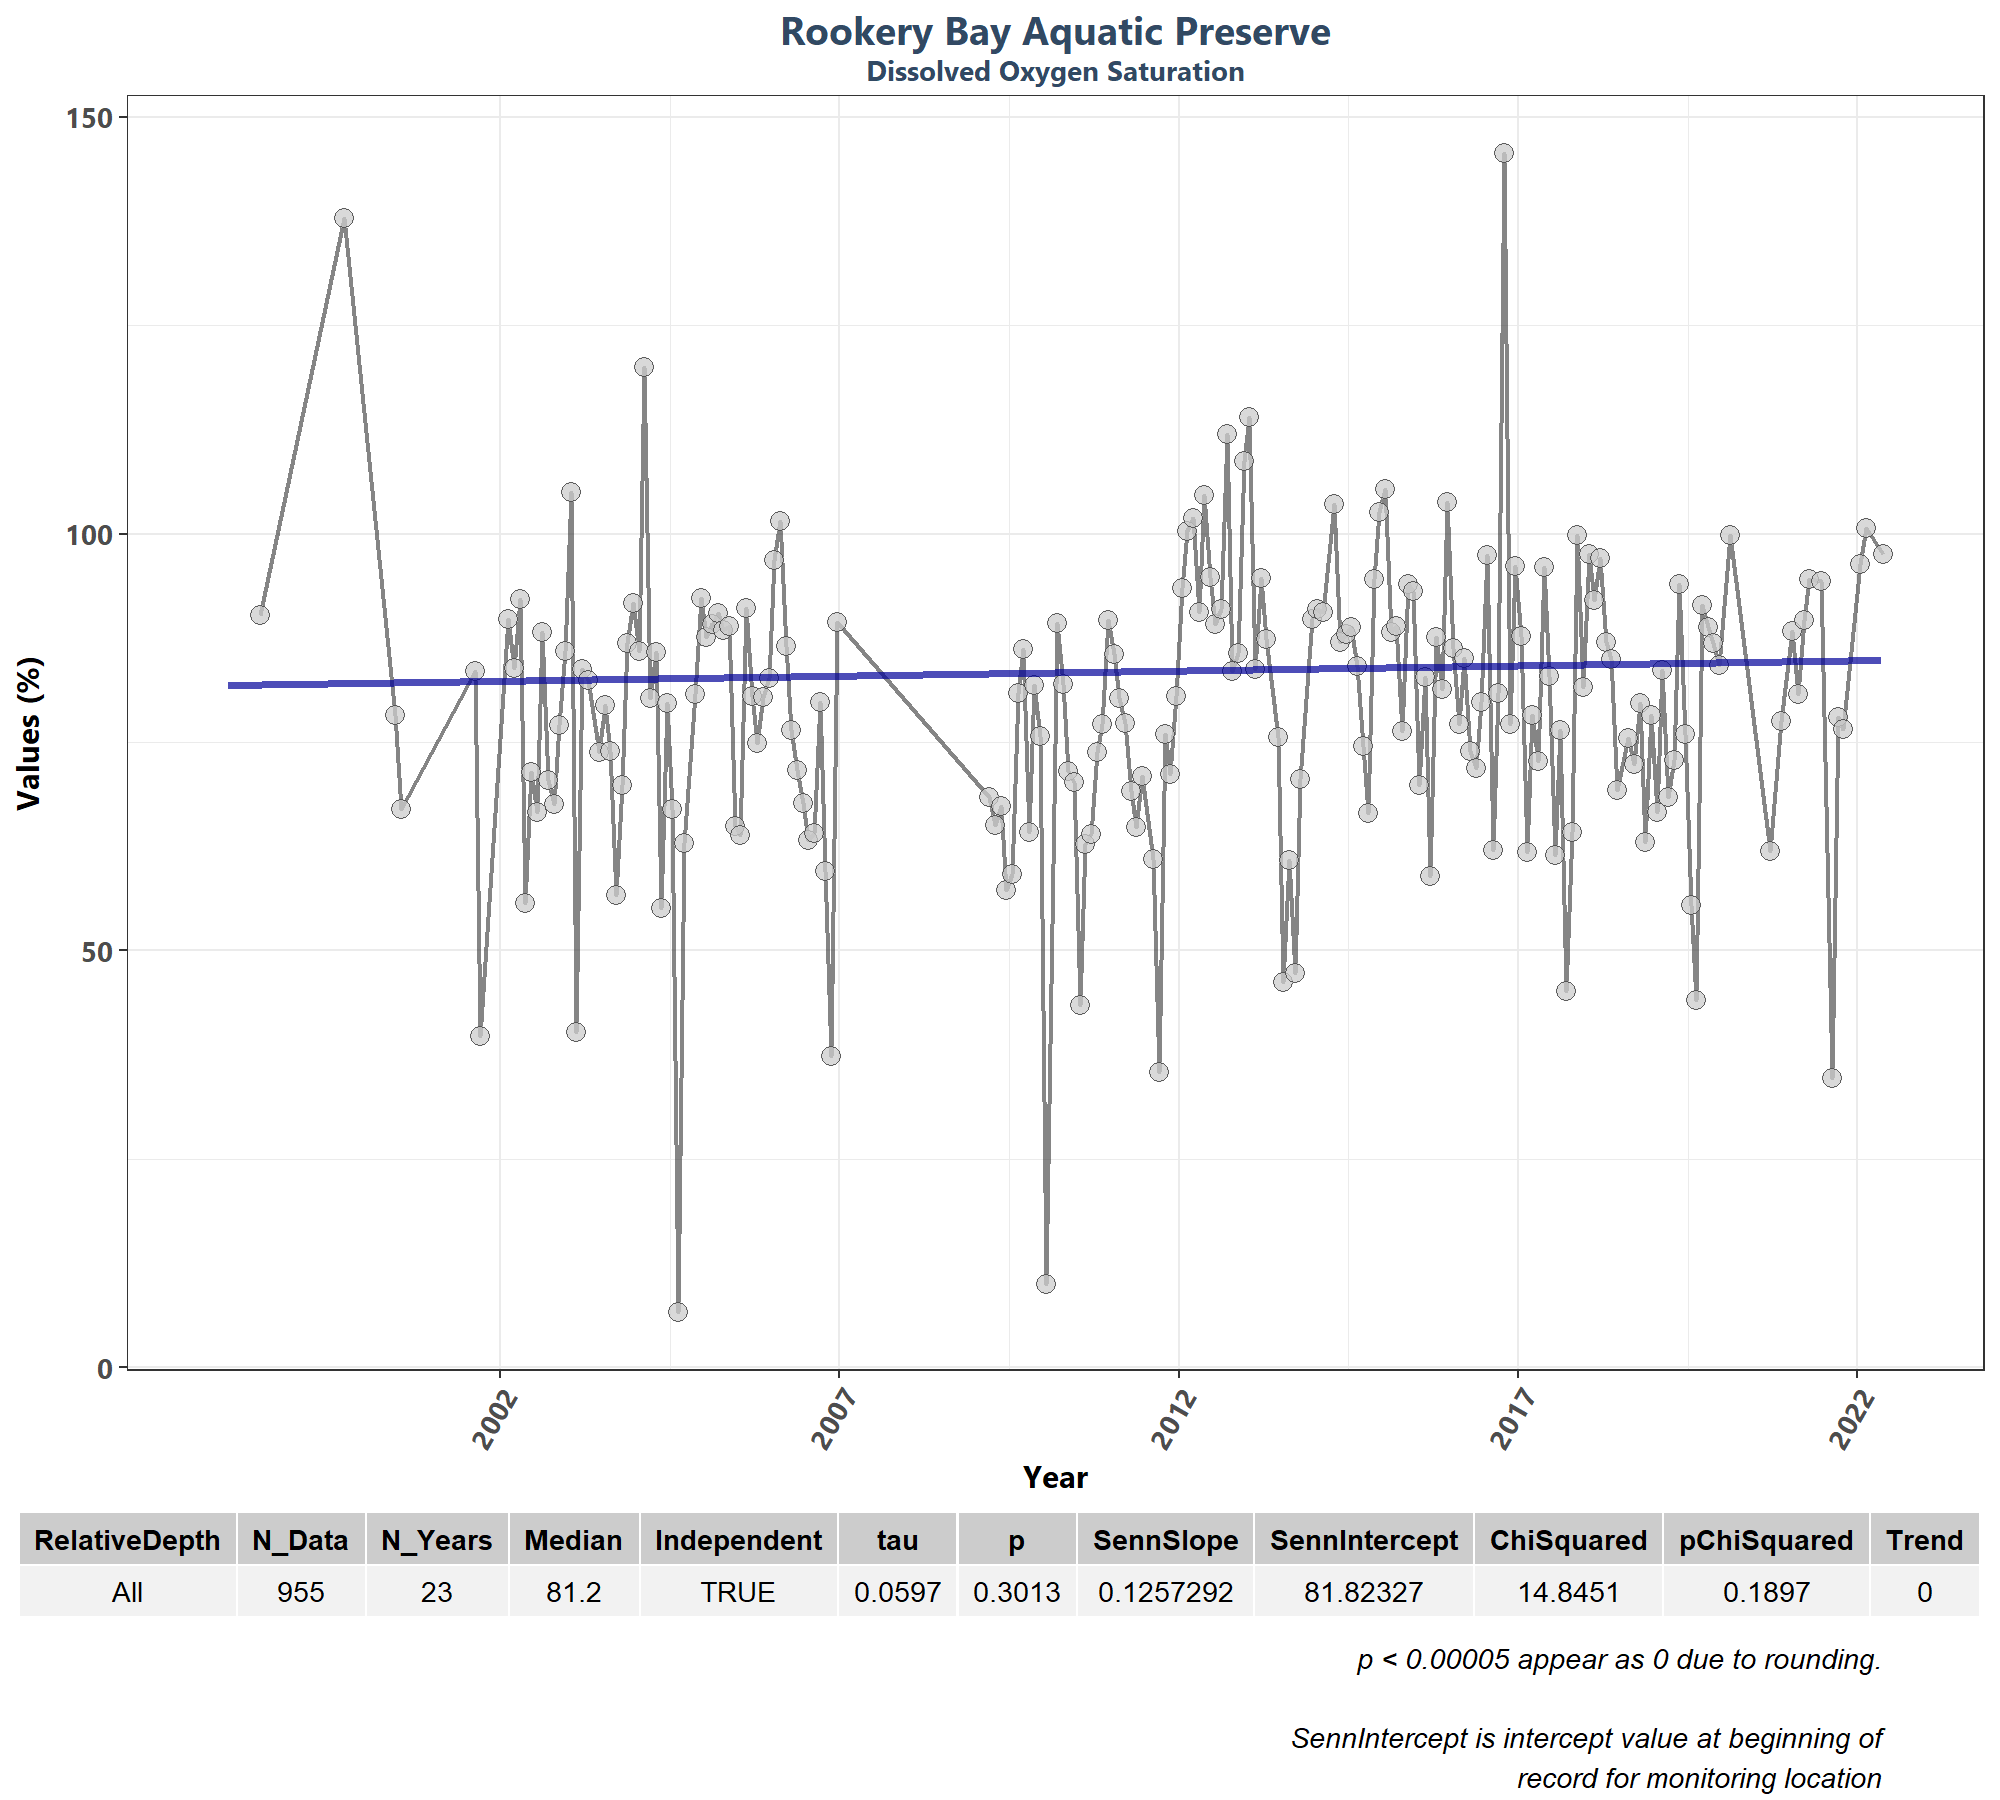 Rookery Bay Aquatic Preserve
Dissolved Oxygen Saturation
150
100
50
0
Values (%)
2002 2007 2012 2017 2022
Year
RelativeDepth N_Data N_Years Median Independent tau p SennSlope SennIntercept ChiSquared pChiSquared Trend
All 955 23 81.2 TRUE 0.0597 0.3013 0.1257292 81.82327 14.8451 0.1897 0
p < 0.00005 appear as 0 due to rounding.
SennIntercept is intercept value at beginning of
record for monitoring location